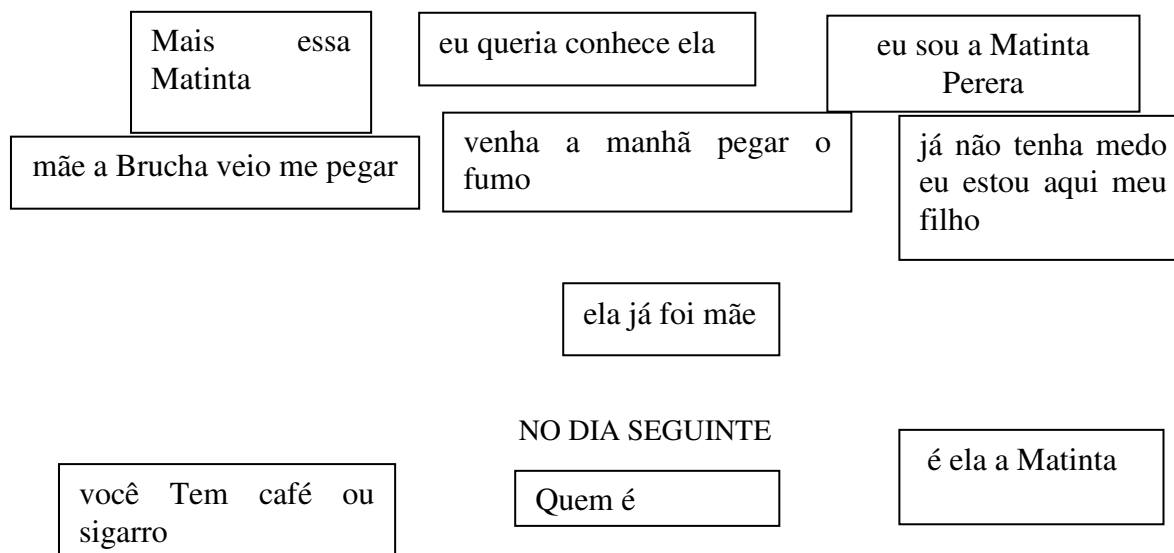 Mais essa
Matinta
eu queria conhece ela
eu sou a Matinta
Perera
mãe a Brucha veio me pegar
venha a manhã pegar o
fumo
já não tenha medo
eu estou aqui meu
filho
ela já foi mãe
NO DIA SEGUINTE
você Tem café ou
sigarro
Quem é
é ela a Matinta